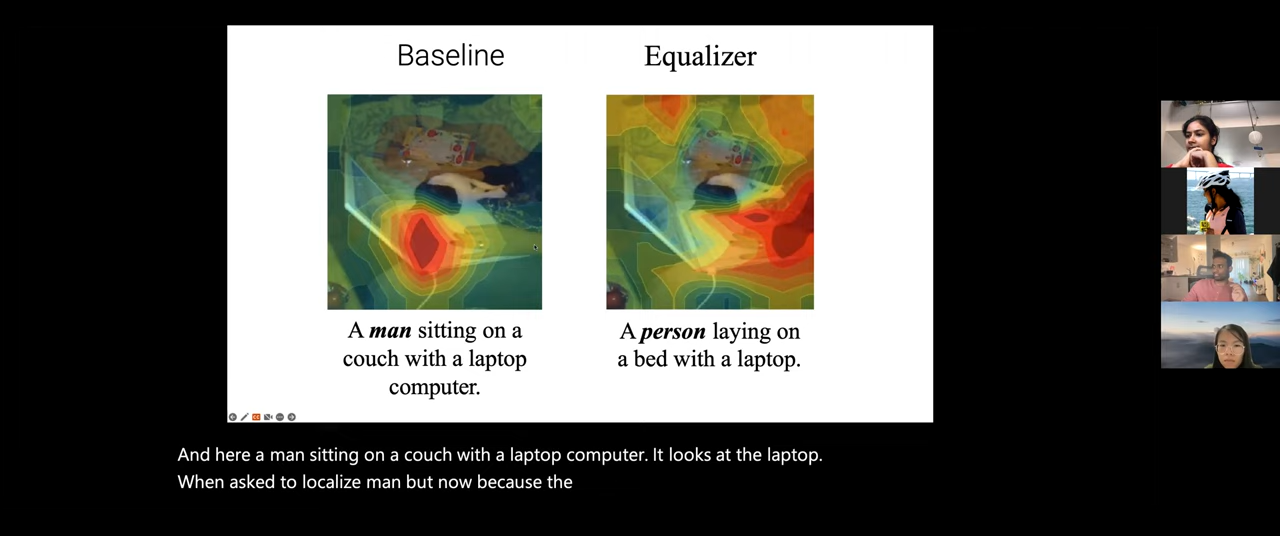 Baseline
Equalizer
A man sitting on a
couch with a laptop
computer.
A person laying on
a bed with a laptop.
And here a man sitting on a couch with a laptop computer. It looks at the laptop.
When asked to localize man but now because the